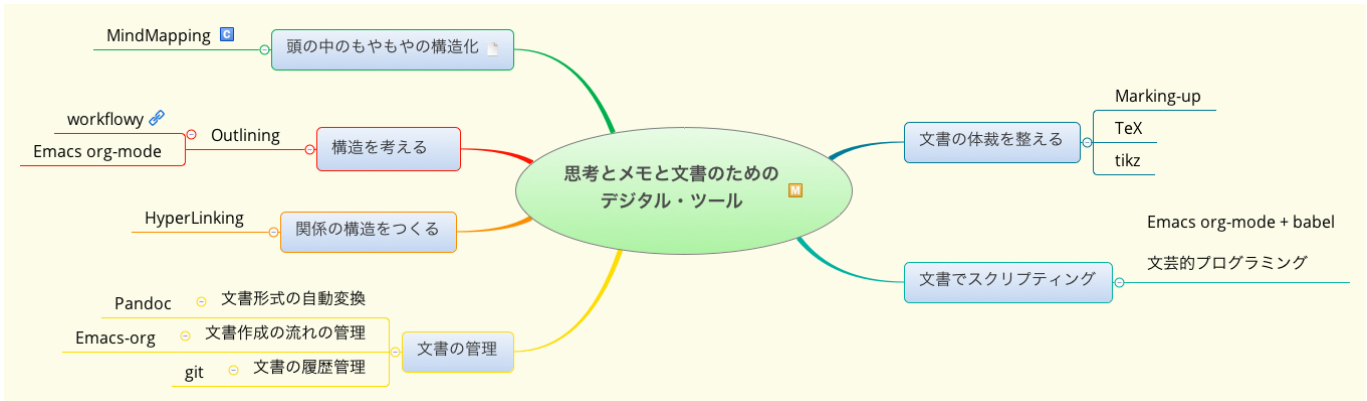 思考とメモと文書のための
デジタル・ツール
M
頭の中のもやもやの構造化
MindMapping
C
構造を考える
Outlining
workflowy
Emacs org-mode
関係の構造をつくる
HyperLinking
文書の管理
文書形式の自動変換
Pandoc
文書作成の流れの管理
Emacs-org
文書の履歴管理
git
文書の体裁を整える
Marking-up
TeX
tikz
文書でスクリプティング
Emacs org-mode + babel
文芸的プログラミング